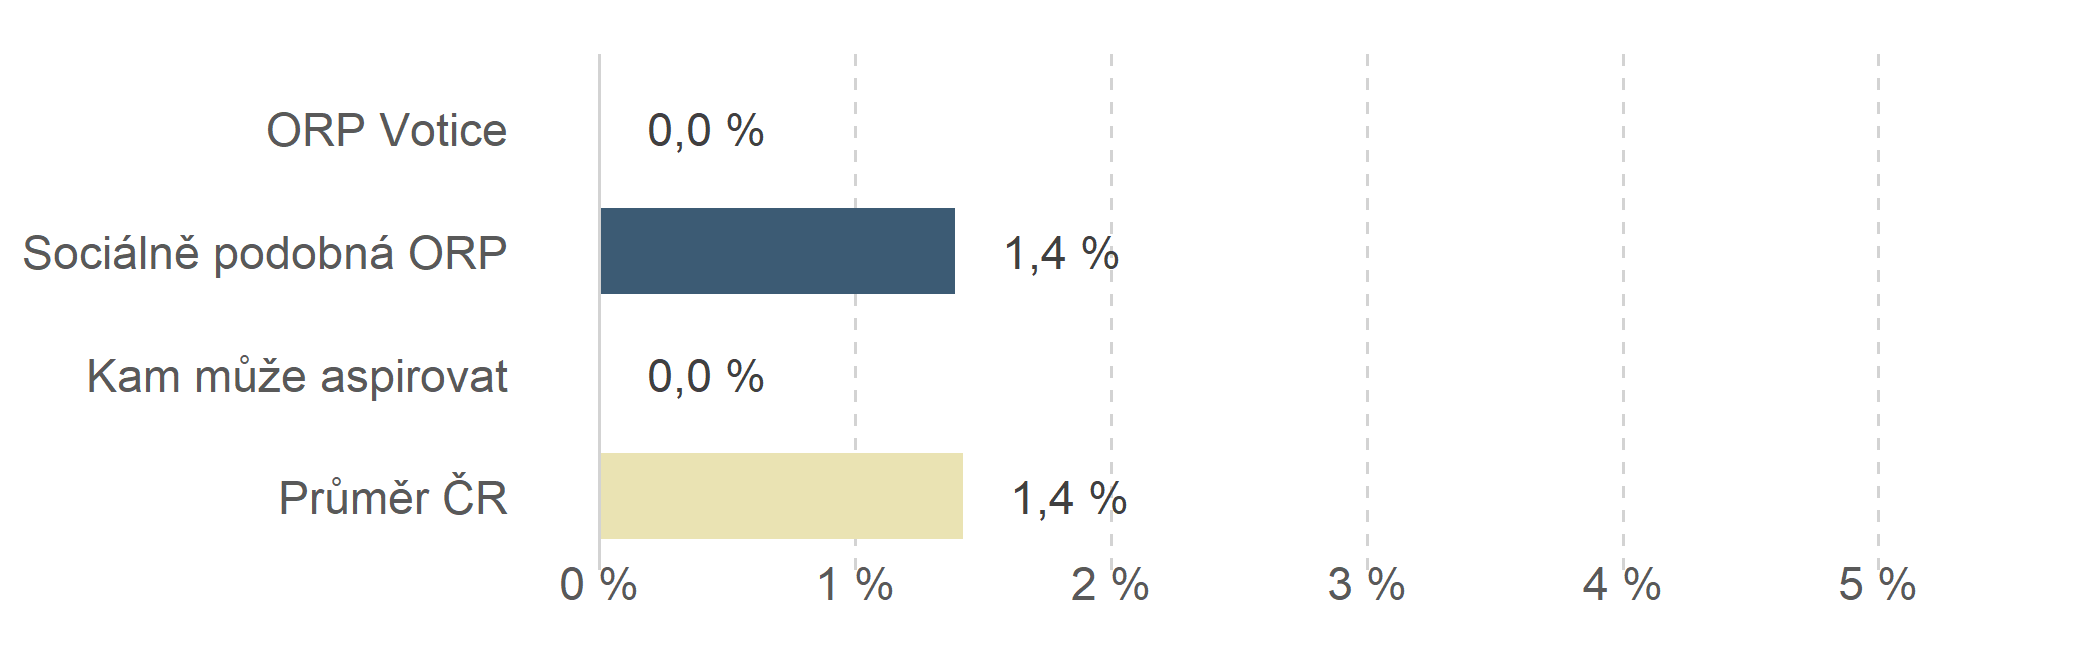 ORP Votice 0,0 %
Sociálně podobná ORP 1,4 %
Kam může aspirovat 0,0 %
Průměr ČR 1,4 %
0 % 1 % 2 % 3 % 4 % 5 %